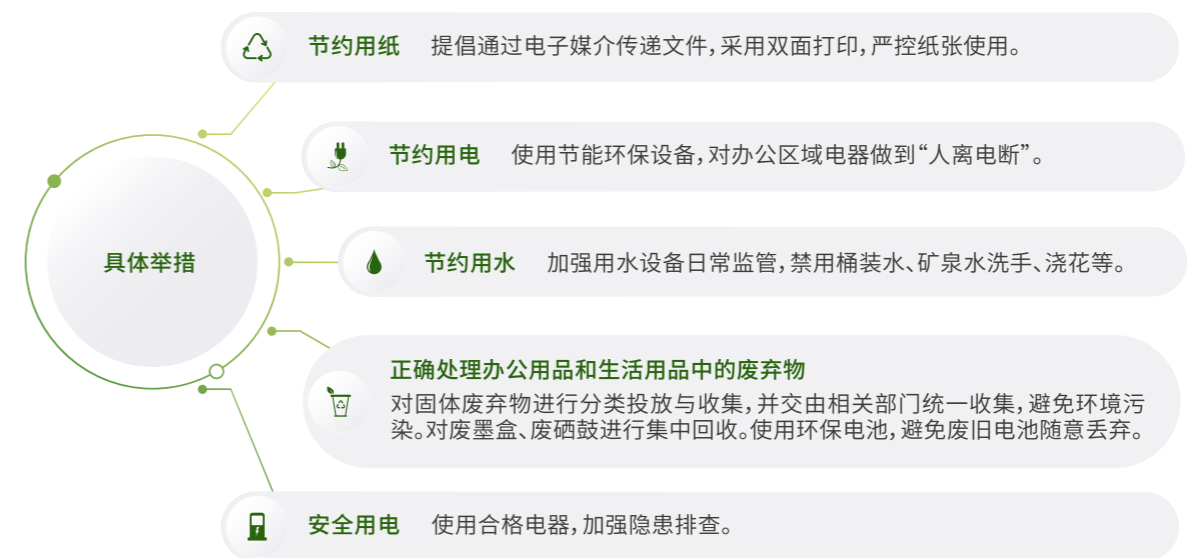 具体举措
节约用纸 提倡通过电子媒介传递文件，采用双面打印，严控纸张使用。
节约用电 使用节能环保设备，对办公区域电器做到“人离电断”。
节约用水 加强用水设备日常监管，禁用桶装水、矿泉水洗手、浇花等。
正确处理办公用品和生活用品中的废弃物
对固体废弃物进行分类投放与收集，并交由相关部门统一收集，避免环境污
染。对废墨盒、废硒鼓进行集中回收。使用环保电池，避免废旧电池随意丢弃。
安全用电 使用合格电器，加强隐患排查。